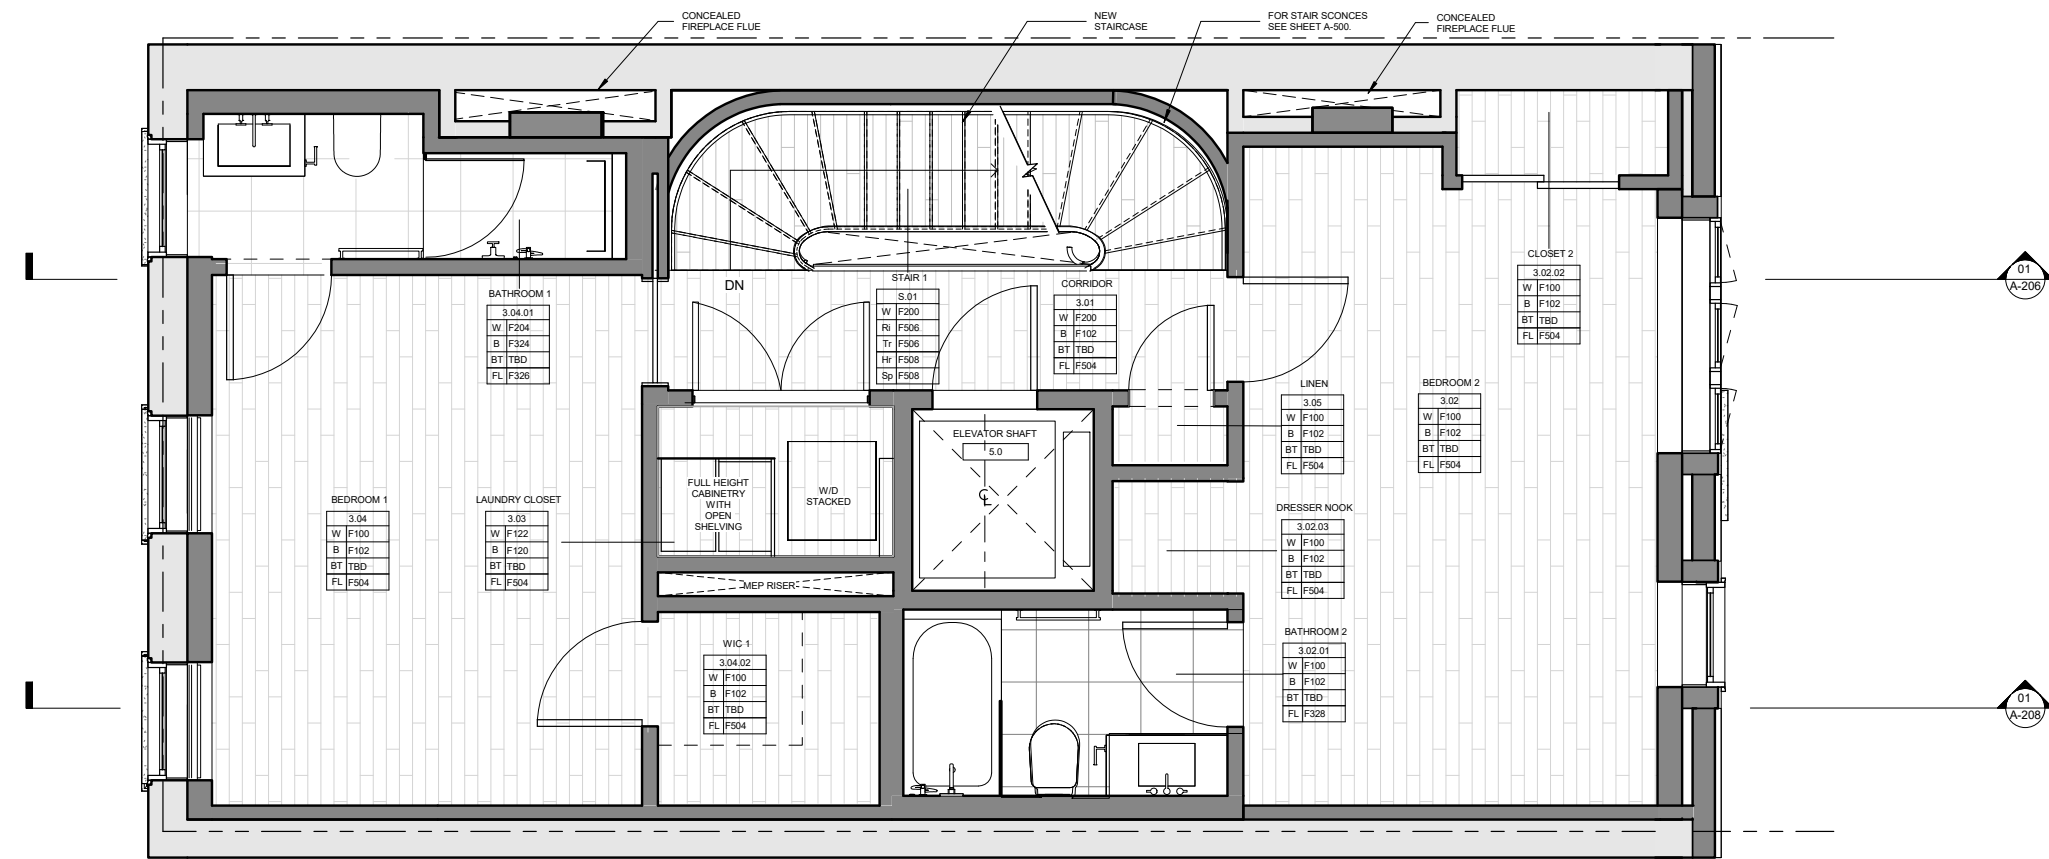 CONCEALED
FIREPLACE FLUE
NEW
STAIRCASE
FOR STAIR SCONCES
SEE SHEET A-500.
CONCEALED
FIREPLACE FLUE
01
A-206
DN
BATHROOM 1
3.04.01
W F204
B F324
BT TBD
FL F326
STAIR 1
S.01
W F200
Ri F506
Tr F506
Hr F508
Sp F508
CORRIDOR
3.01
W F200
B F102
BT TBD
FL F504
CLOSET 2
3.02.02
W F100
B F102
BT TBD
FL F504
LINEN
3.05
W F100
B F102
BT TBD
FL F504
BEDROOM 2
3.02
W F100
B F102
BT TBD
FL F504
ELEVATOR SHAFT
5.0
CL
FULL HEIGHT
CABINETRY
WITH
OPEN
SHELVING
W/D
STACKED
BEDROOM 1
3.04
W F100
B F102
BT TBD
FL F504
LAUNDRY CLOSET
3.03
W F122
B F120
BT TBD
FL F504
DRESSER NOOK
3.02.03
W F100
B F102
BT TBD
FL F504
MEP RISER
WIC 1
3.04.02
W F100
B F102
BT TBD
FL F504
BATHROOM 2
3.02.01
W F100
B F102
BT TBD
FL F328
01
A-208